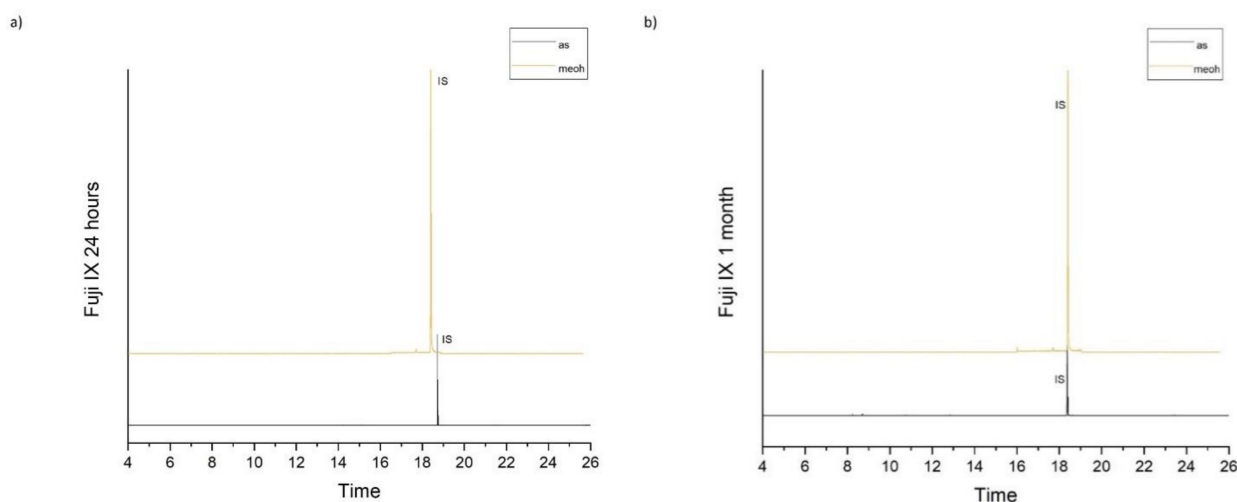 a)
as
meoh
IS
IS
Fuji IX 24 hours
4 6 8 10 12 14 16 18 20 22 24 26
Time
b)
as
meoh
IS
IS
Fuji IX 1 month
4 6 8 10 12 14 16 18 20 22 24 26
Time